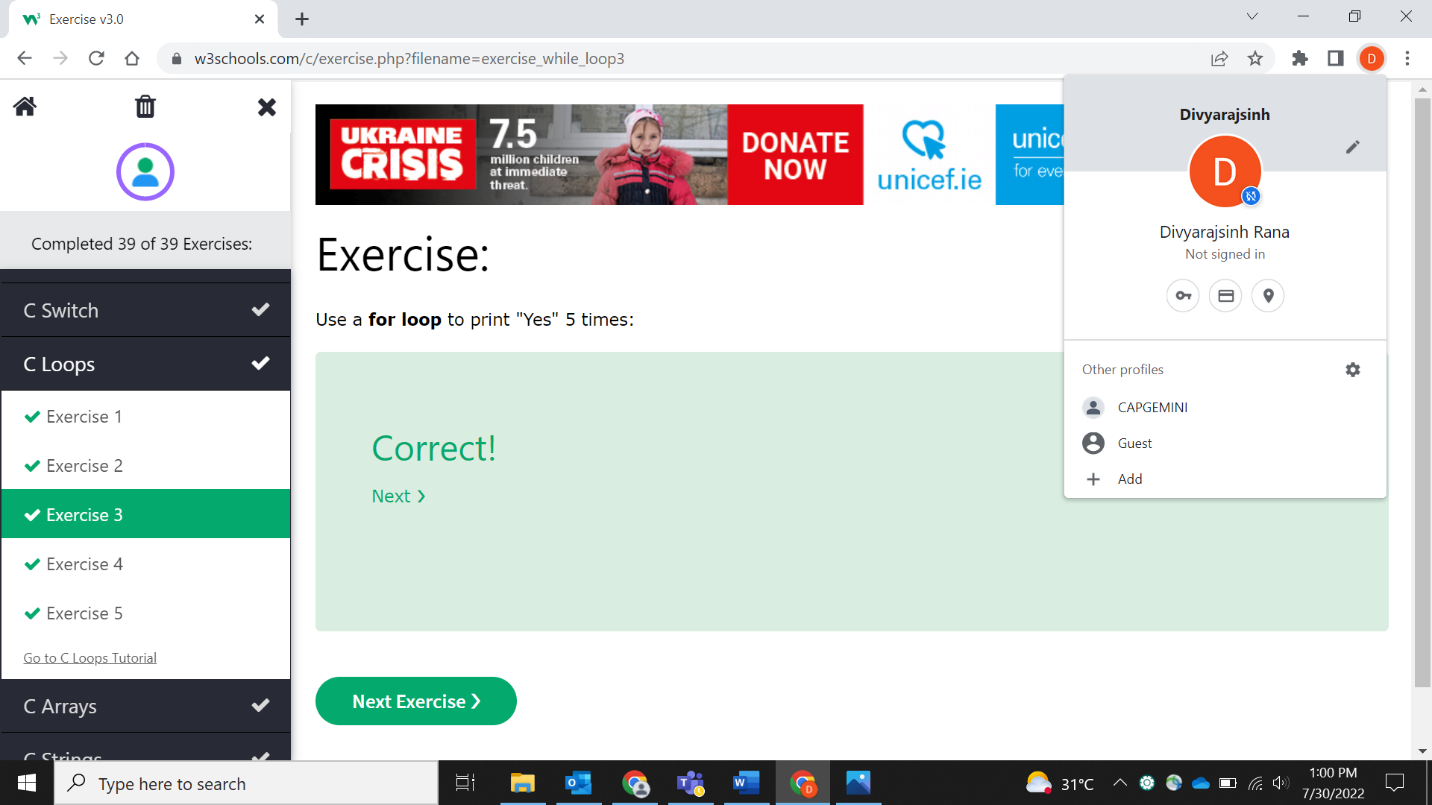 Exercise v3.0
w3schools.com/c/exercise.php?filename=exercise_while_loop3
Completed 39 of 39 Exercises:
C Switch
C Loops
Exercise 1
Exercise 2
Exercise 3
Exercise 4
Exercise 5
Go to C Loops Tutorial
C Arrays
C Strings
UKRAINE
CRISIS
7.5
million children
at immediate
threat.
DONATE
NOW
unicef.ie
unic
for eve
Exercise:
Use a for loop to print "Yes" 5 times:
Correct!
Next ❯
Next Exercise ❯
D
Divyarajsinh
D
Divyarajsinh Rana
Not signed in
Other profiles
CAPGEMINI
Guest
Add
Type here to search
31°C
1:00 PM
7/30/2022